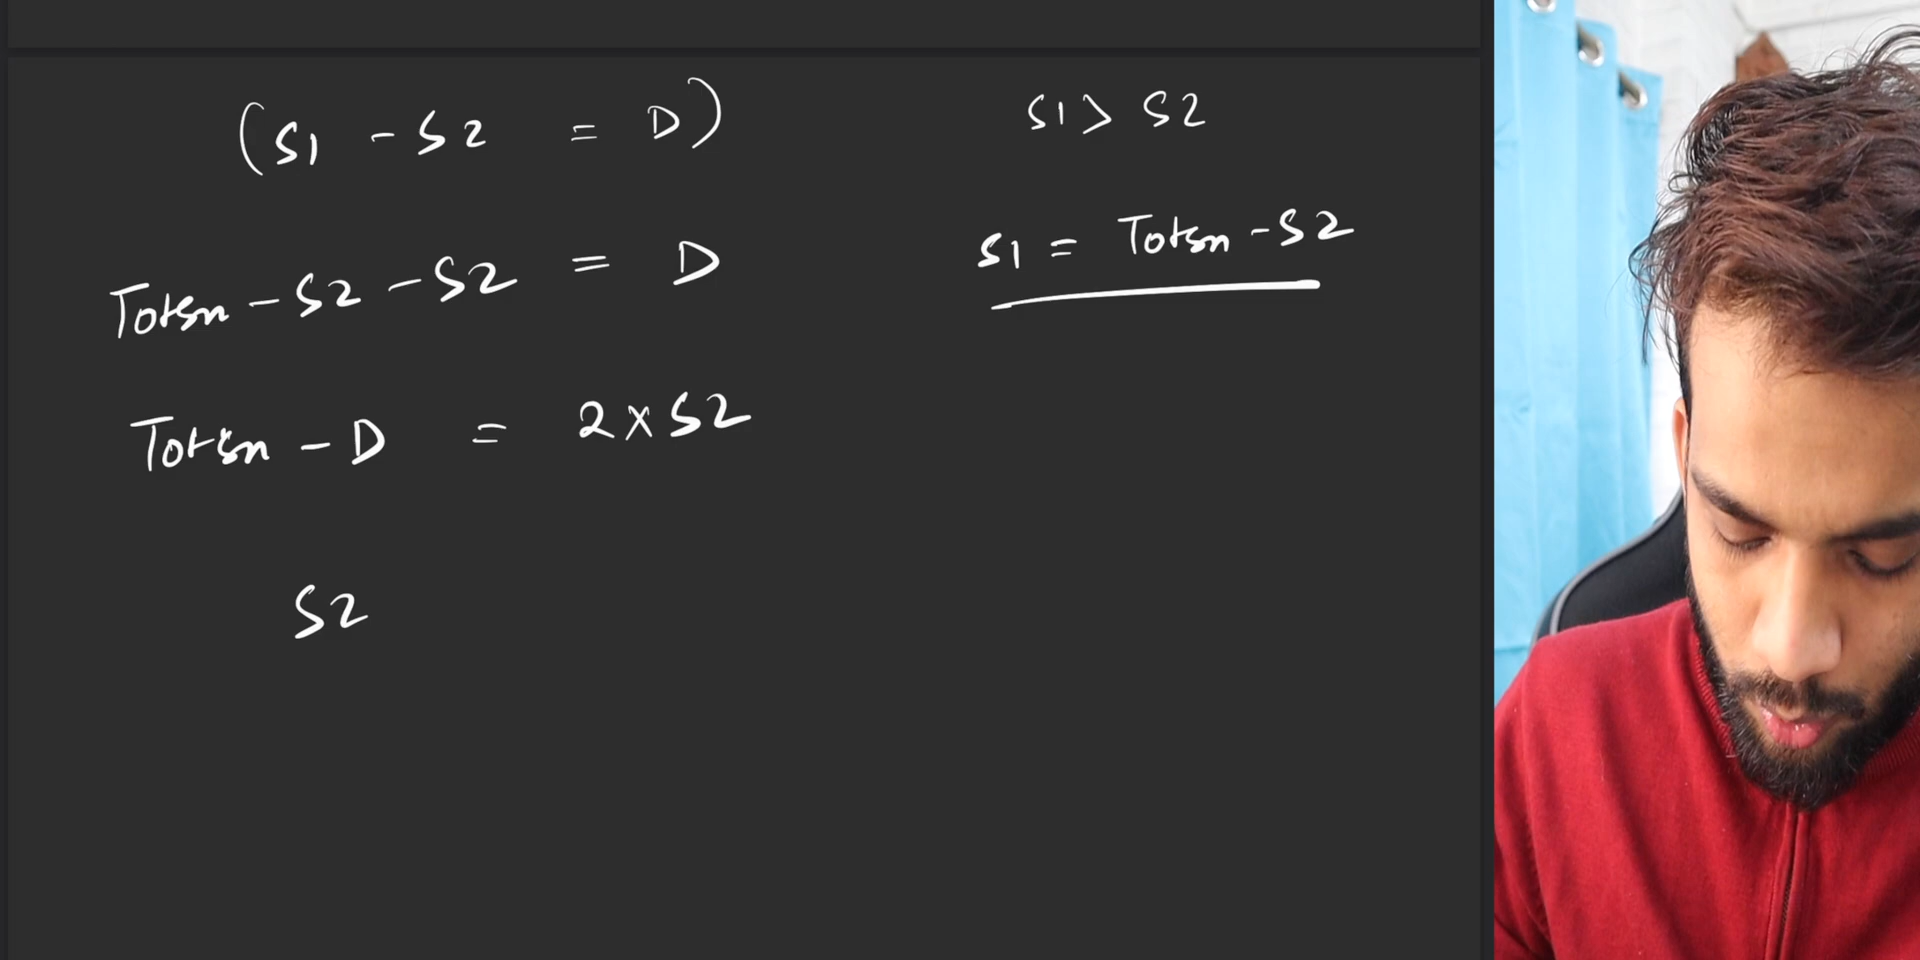 (S1 - S2 = D)
S1 > S2
S1 = Totsm - S2
Totsm - S2 - S2 = D
Totsm - D = 2 x S2
S2